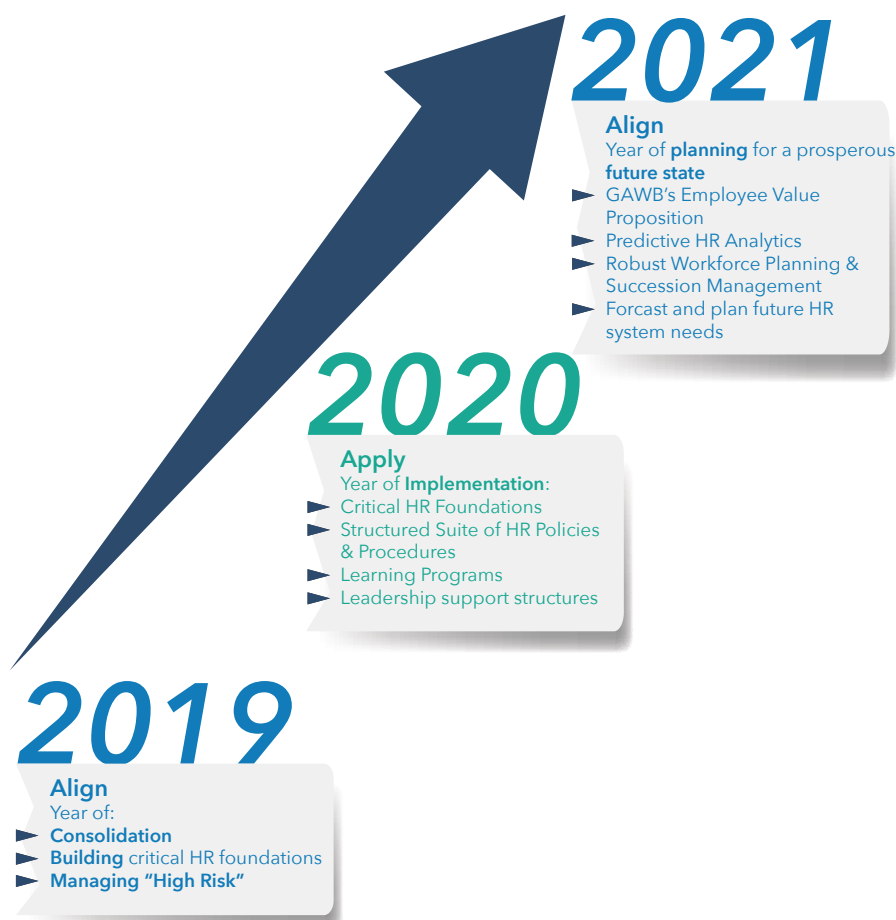 2021
Align
Year of planning for a prosperous
future state
GAWB’s Employee Value
Proposition
Predictive HR Analytics
Robust Workforce Planning &
Succession Management
Forcast and plan future HR
system needs
2020
Apply
Year of Implementation:
Critical HR Foundations
Structured Suite of HR Policies
& Procedures
Learning Programs
Leadership support structures
2019
Align
Year of:
Consolidation
Building critical HR foundations
Managing “High Risk”